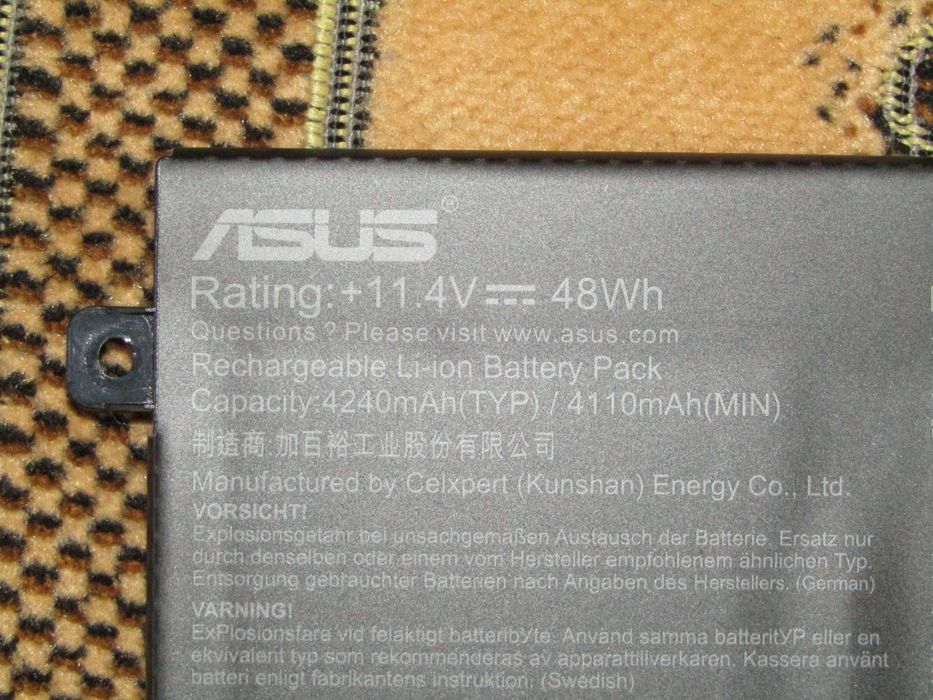 ASUS®
Rating: +11.4V⎓ 48Wh
Questions ? Please visit www.asus.com
Rechargeable Li-ion Battery Pack
Capacity:4240mAh(TYP) / 4110mAh(MIN)
制造商:加百裕工业股份有限公司
Manufactured by Celxpert (Kunshan) Energy Co., Ltd.
VORSICHT!
Explosionsgetahr bei unsachgemaßen Austausch der Batterie. Ersatz nur
durch denselben oder einem vom Hersteller empfohlenem ähnlichen Typ.
Entsorgung gebrauchter Batterien nach Angaben des Herstellers. (German)
VARNING!
ExPlosionsfara vid felaktigt batteribyte. Använd samma batteritYP eller en
ekvivalent typ som rekommenderas av apparattillverkaren. Kassera använt
batteri enligt fabrikantens instruktion. (Swedish)